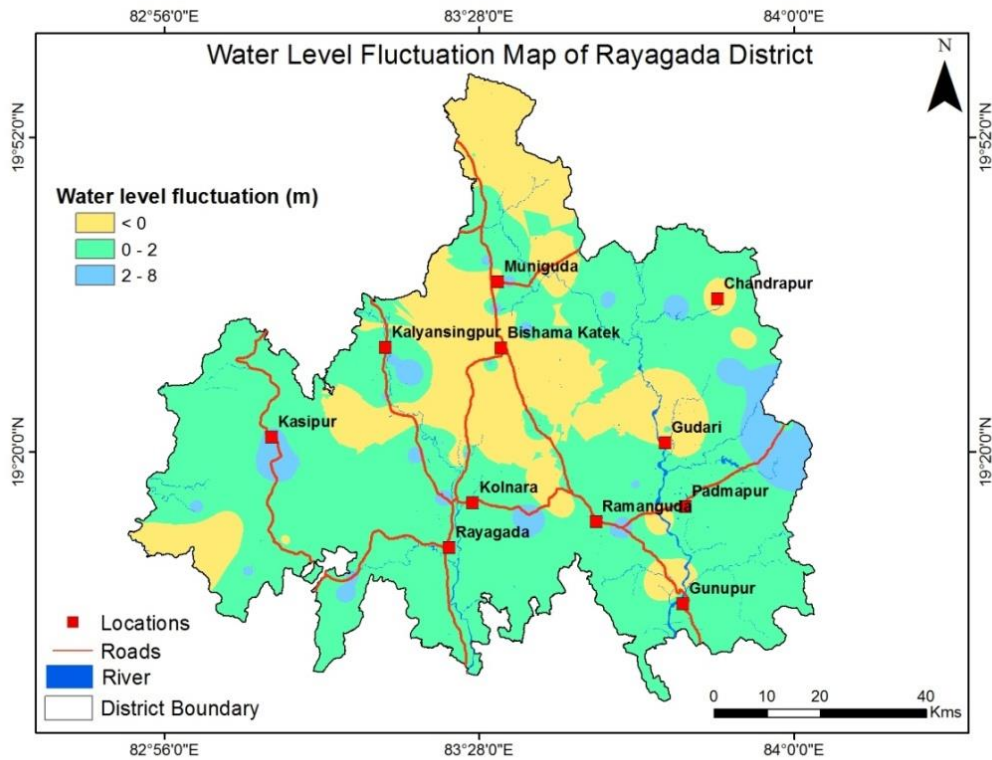 82°56'0"E 83°28'0"E 84°0'0"E
Water Level Fluctuation Map of Rayagada District
N
19°52'0"N 19°52'0"N
Water level fluctuation (m)
< 0
0 - 2
2 - 8
Muniguda
Chandrapur
Kalyansingpur Bishama Katek
Kasipur
Gudari
19°20'0"N 19°20'0"N
Kolnara
Padmapur
Ramanguda
Rayagada
Gunupur
Locations
Roads
River
District Boundary
0 10 20 40
Kms
82°56'0"E 83°28'0"E 84°0'0"E